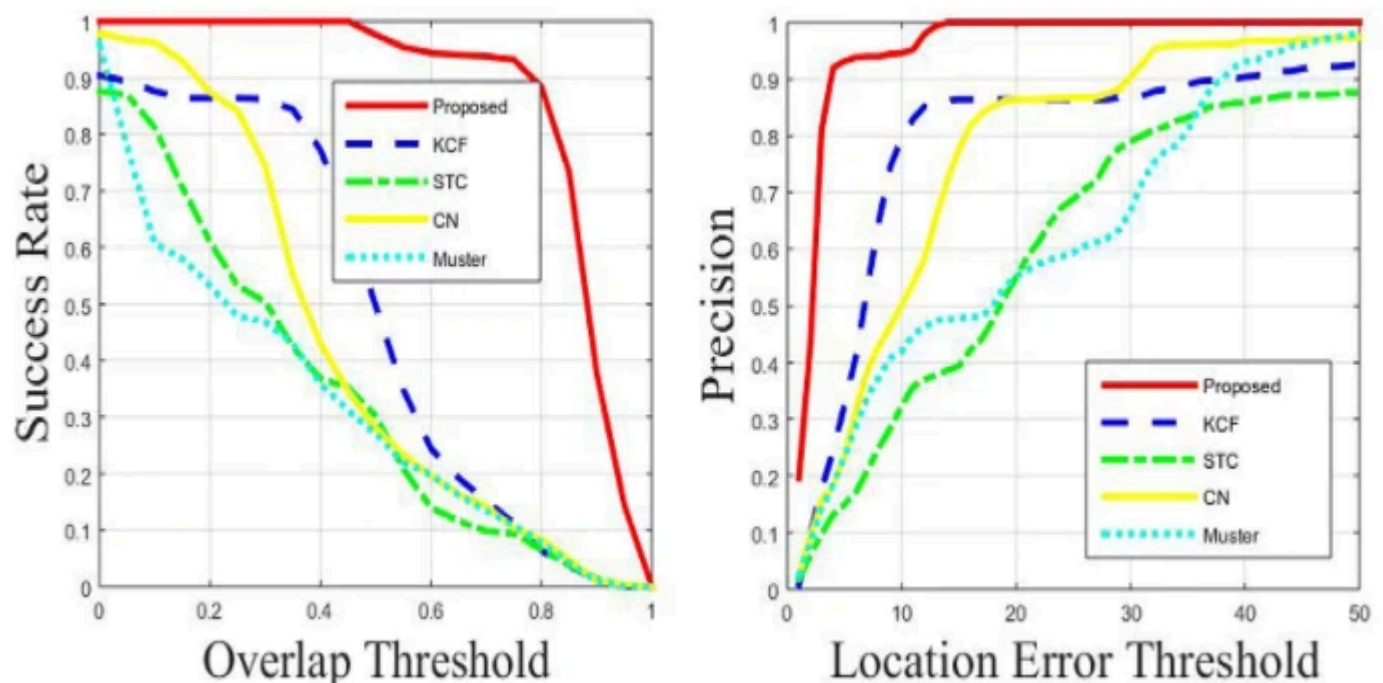 1
0.9
0.8
0.7
0.6
0.5
0.4
0.3
0.2
0.1
0
Success Rate
Proposed
KCF
STC
CN
Muster
0 0.2 0.4 0.6 0.8 1
Overlap Threshold
1
0.9
0.8
0.7
0.6
0.5
0.4
0.3
0.2
0.1
0
Precision
Proposed
KCF
STC
CN
Muster
0 10 20 30 40 50
Location Error Threshold